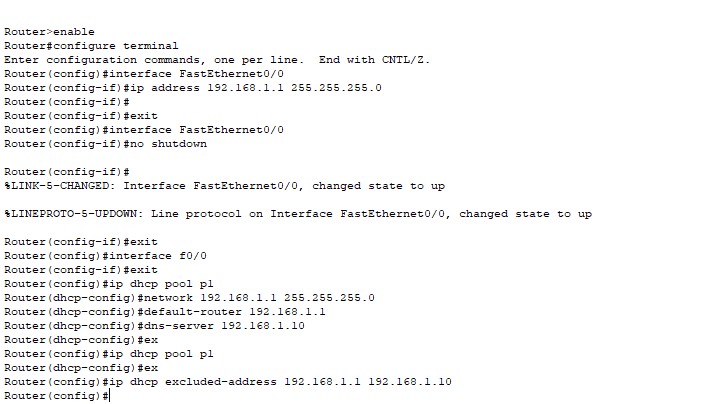 Router>enable
Router#configure terminal
Enter configuration commands, one per line.  End with CNTL/Z.
Router(config)#interface FastEthernet0/0
Router(config-if)#ip address 192.168.1.1 255.255.255.0
Router(config-if)#
Router(config-if)#exit
Router(config)#interface FastEthernet0/0
Router(config-if)#no shutdown
Router(config-if)#
%LINK-5-CHANGED: Interface FastEthernet0/0, changed state to up
%LINEPROTO-5-UPDOWN: Line protocol on Interface FastEthernet0/0, changed state to up
Router(config-if)#exit
Router(config)#interface f0/0
Router(config-if)#exit
Router(config)#ip dhcp pool p1
Router(dhcp-config)#network 192.168.1.1 255.255.255.0
Router(dhcp-config)#default-router 192.168.1.1
Router(dhcp-config)#dns-server 192.168.1.10
Router(dhcp-config)#ex
Router(config)#ip dhcp pool p1
Router(dhcp-config)#ex
Router(config)#ip dhcp excluded-address 192.168.1.1 192.168.1.10
Router(config)#